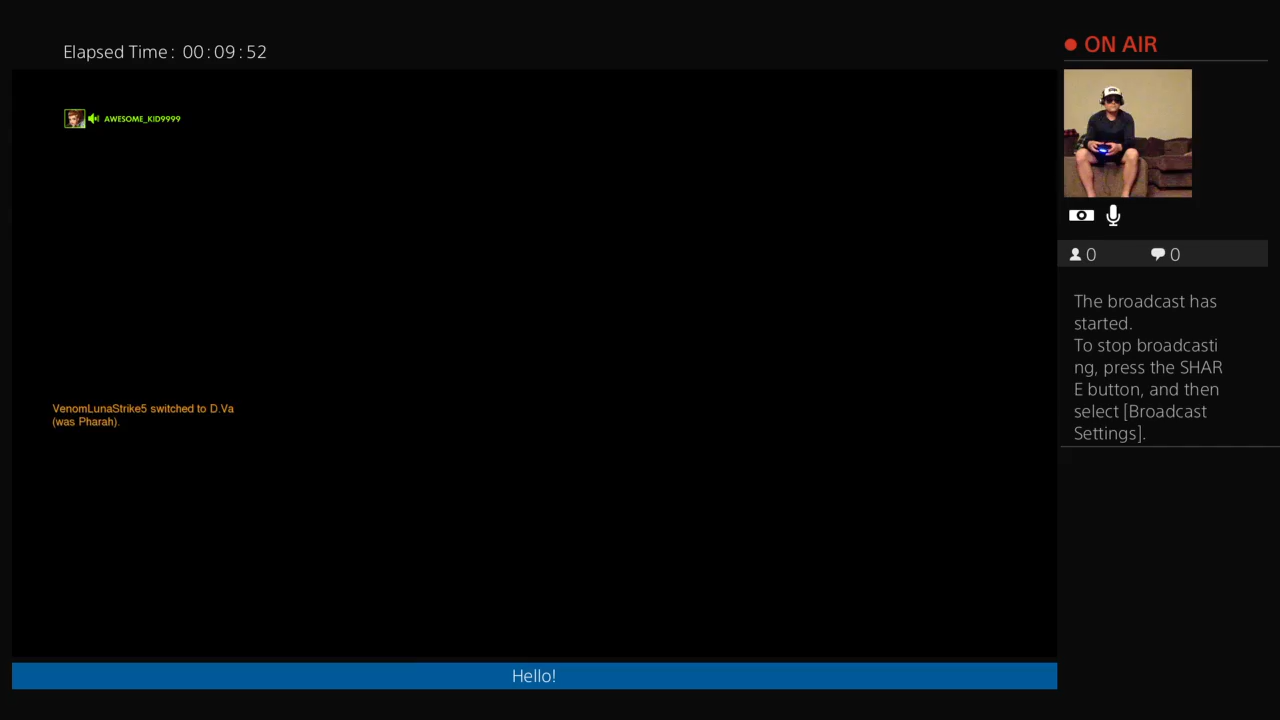 Elapsed Time: 00:09:52
ON AIR
AWESOME_KID9999
0 0
The broadcast has
started.
To stop broadcasti
ng, press the SHAR
E button, and then
select [Broadcast
Settings].
VenomLunaStrike5 switched to D.Va
(was Pharah).
Hello!